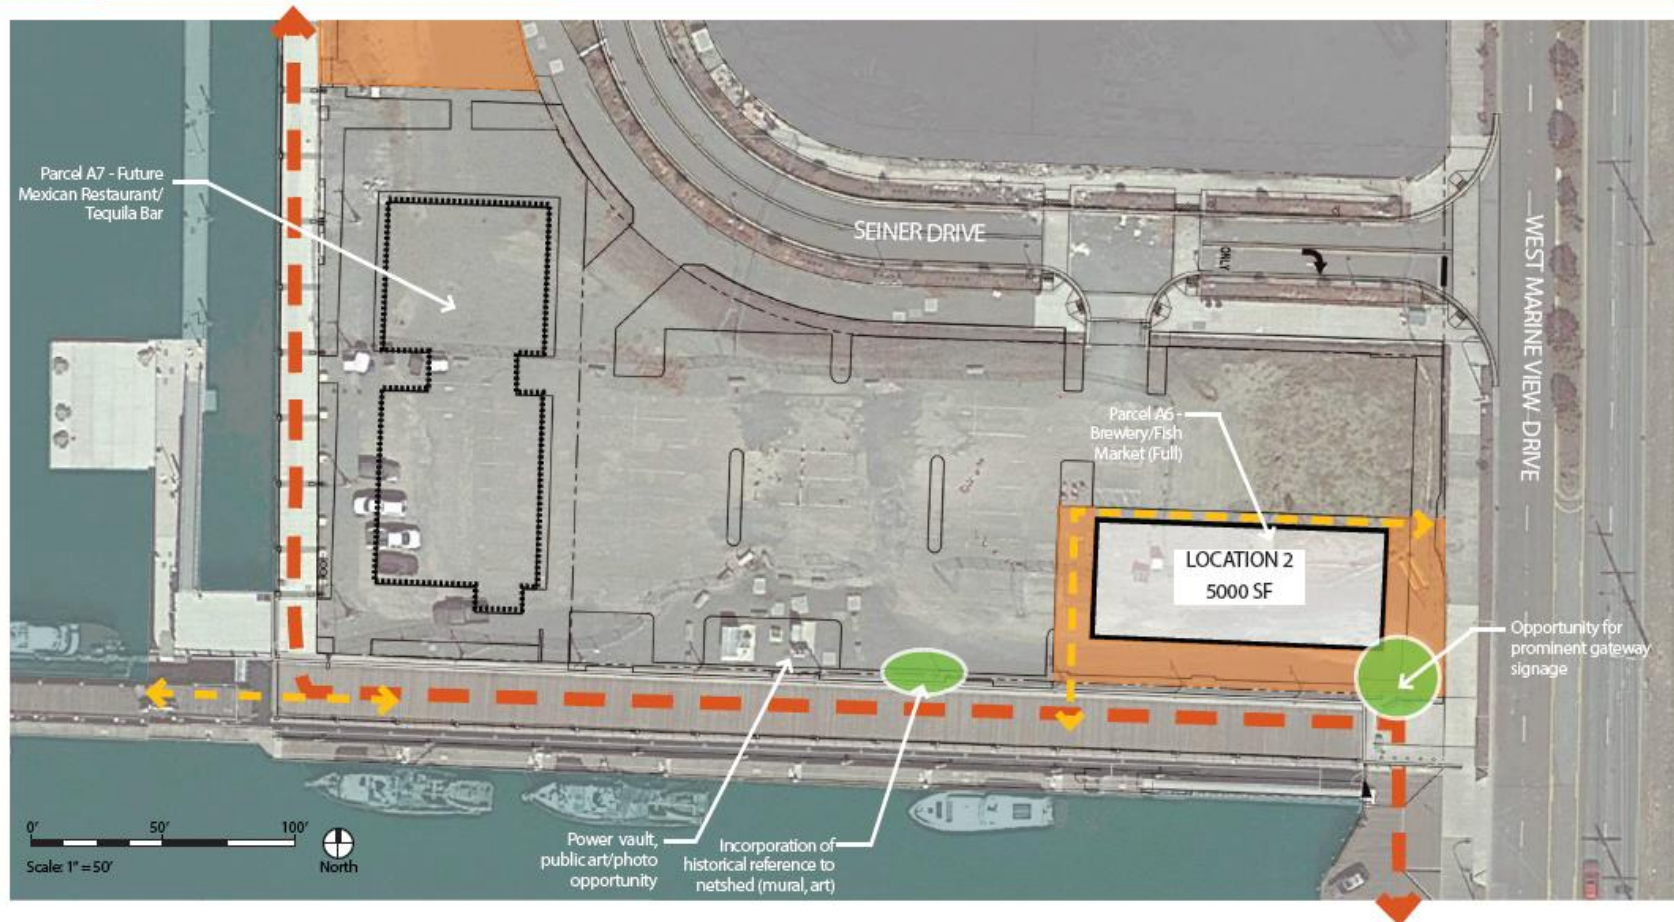 Parcel A7 - Future
Mexican Restaurant/
Tequila Bar
SEINER DRIVE
ONLY
WEST MARINE VIEW DRIVE
Parcel A6 -
Brewery/Fish
Market (Full)
LOCATION 2
5000 SF
Opportunity for
prominent gateway
signage
Power vault,
public art/photo
opportunity
Incorporation of
historical reference to
netshed (mural, art)
0' 50' 100'
Scale: 1" = 50'
North